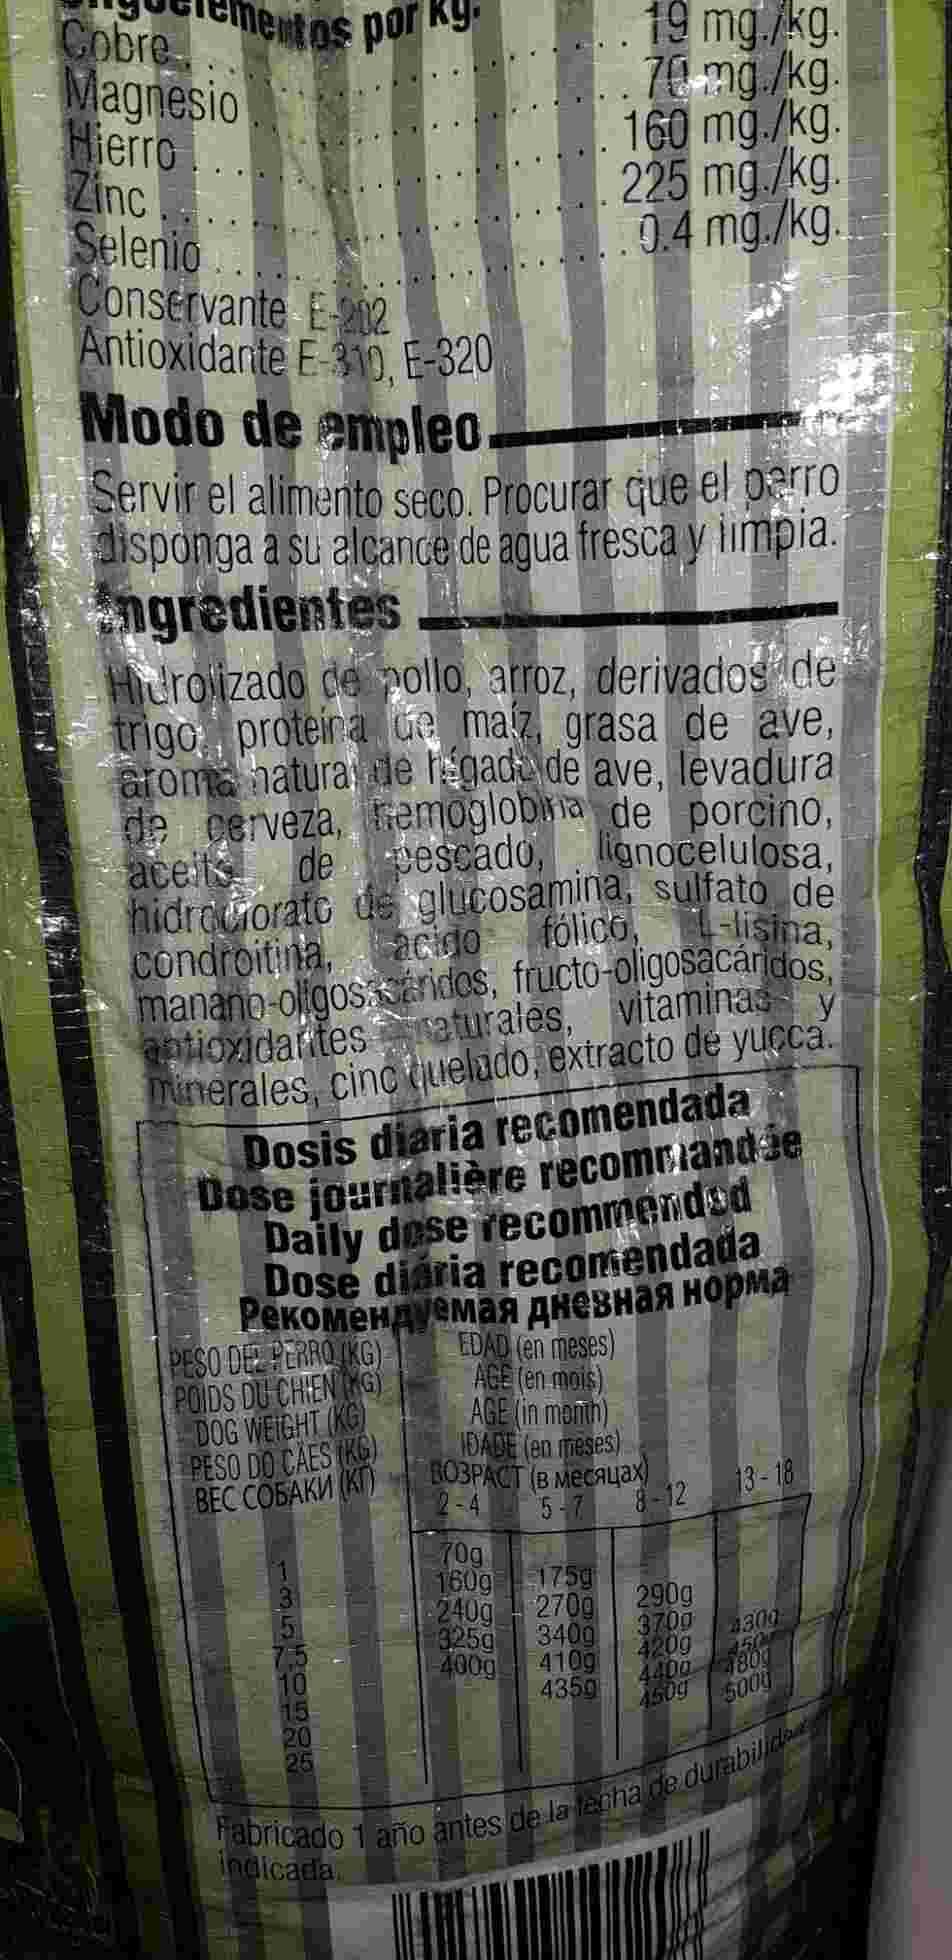 por kg.
Cobre ........ 19 mg./kg.
Magnesio ........ 70 mg./kg.
Hierro ........ 160 mg./kg.
Zinc ........ 225 mg./kg.
Selenio ........ 0.4 mg./kg.
Conservante E-202
Antioxidante E-310, E-320
Modo de empleo
Servir el alimento seco. Procurar que el perro
disponga a su alcance de agua fresca y limpia.
Ingredientes
Hidrolizado de pollo, arroz, derivados de
trigo, proteína de maíz, grasa de ave,
aroma natural de hígado de ave, levadura
de cerveza, hemoglobina de porcino,
aceite de pescado, lignocelulosa,
hidroclorato de glucosamina, sulfato de
condroitina, ácido fólico, L-lisina,
manano-oligosacáridos, fructo-oligosacáridos,
antioxidantes naturales, vitaminas y
minerales, cinc quelado, extracto de yucca.
Dosis diaria recomendada
Dose journalière recommandée
Daily dose recommended
Dose diária recomendada
Рекомендуемая дневная норма
PESO DEL PERRO (KG) EDAD (en meses)
POIDS DU CHIEN (KG) AGE (en mois)
DOG WEIGHT (KG) AGE (in month)
PESO DO CÄES (KG) IDADE (en meses)
ВЕС СОБАКИ (КГ) ВОЗРАСТ (в месяцах)
2 - 4 5 - 7 8 - 12 13 - 18
1 70g
3 160g 175g
5 240g 270g 290g
7,5 325g 340g 370g 430g
10 400g 410g 420g 450g
15 435g 440g 480g
20 450g 500g
25
Fabricado 1 año antes de la fecha de durabilidad
indicada.